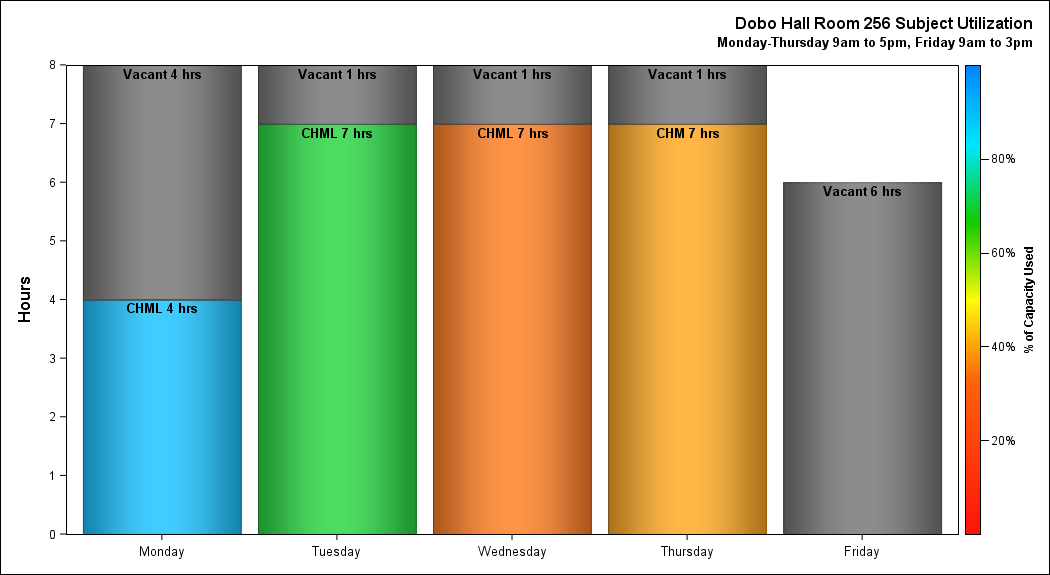 Dobo Hall Room 256 Subject Utilization
Monday-Thursday 9am to 5pm, Friday 9am to 3pm
Hours
8
7
6
5
4
3
2
1
0
Vacant 4 hrs
CHML 4 hrs
Vacant 1 hrs
CHML 7 hrs
Vacant 1 hrs
CHML 7 hrs
Vacant 1 hrs
CHM 7 hrs
Vacant 6 hrs
Monday
Tuesday
Wednesday
Thursday
Friday
80%
60%
40%
20%
% of Capacity Used